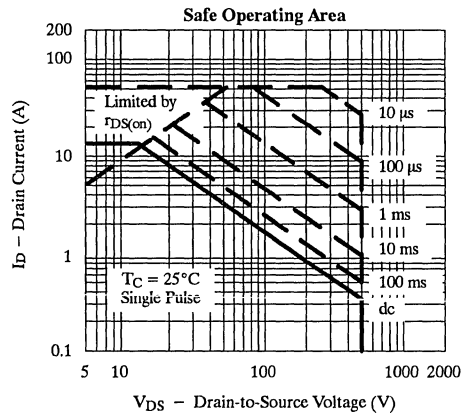 Safe Operating Area
200
100
10
1
0.1
ID – Drain Current (A)
Limited by
rDS(on)
TC = 25°C
Single Pulse
10 µs
100 µs
1 ms
10 ms
100 ms
dc
5 10 100 1000 2000
VDS – Drain-to-Source Voltage (V)